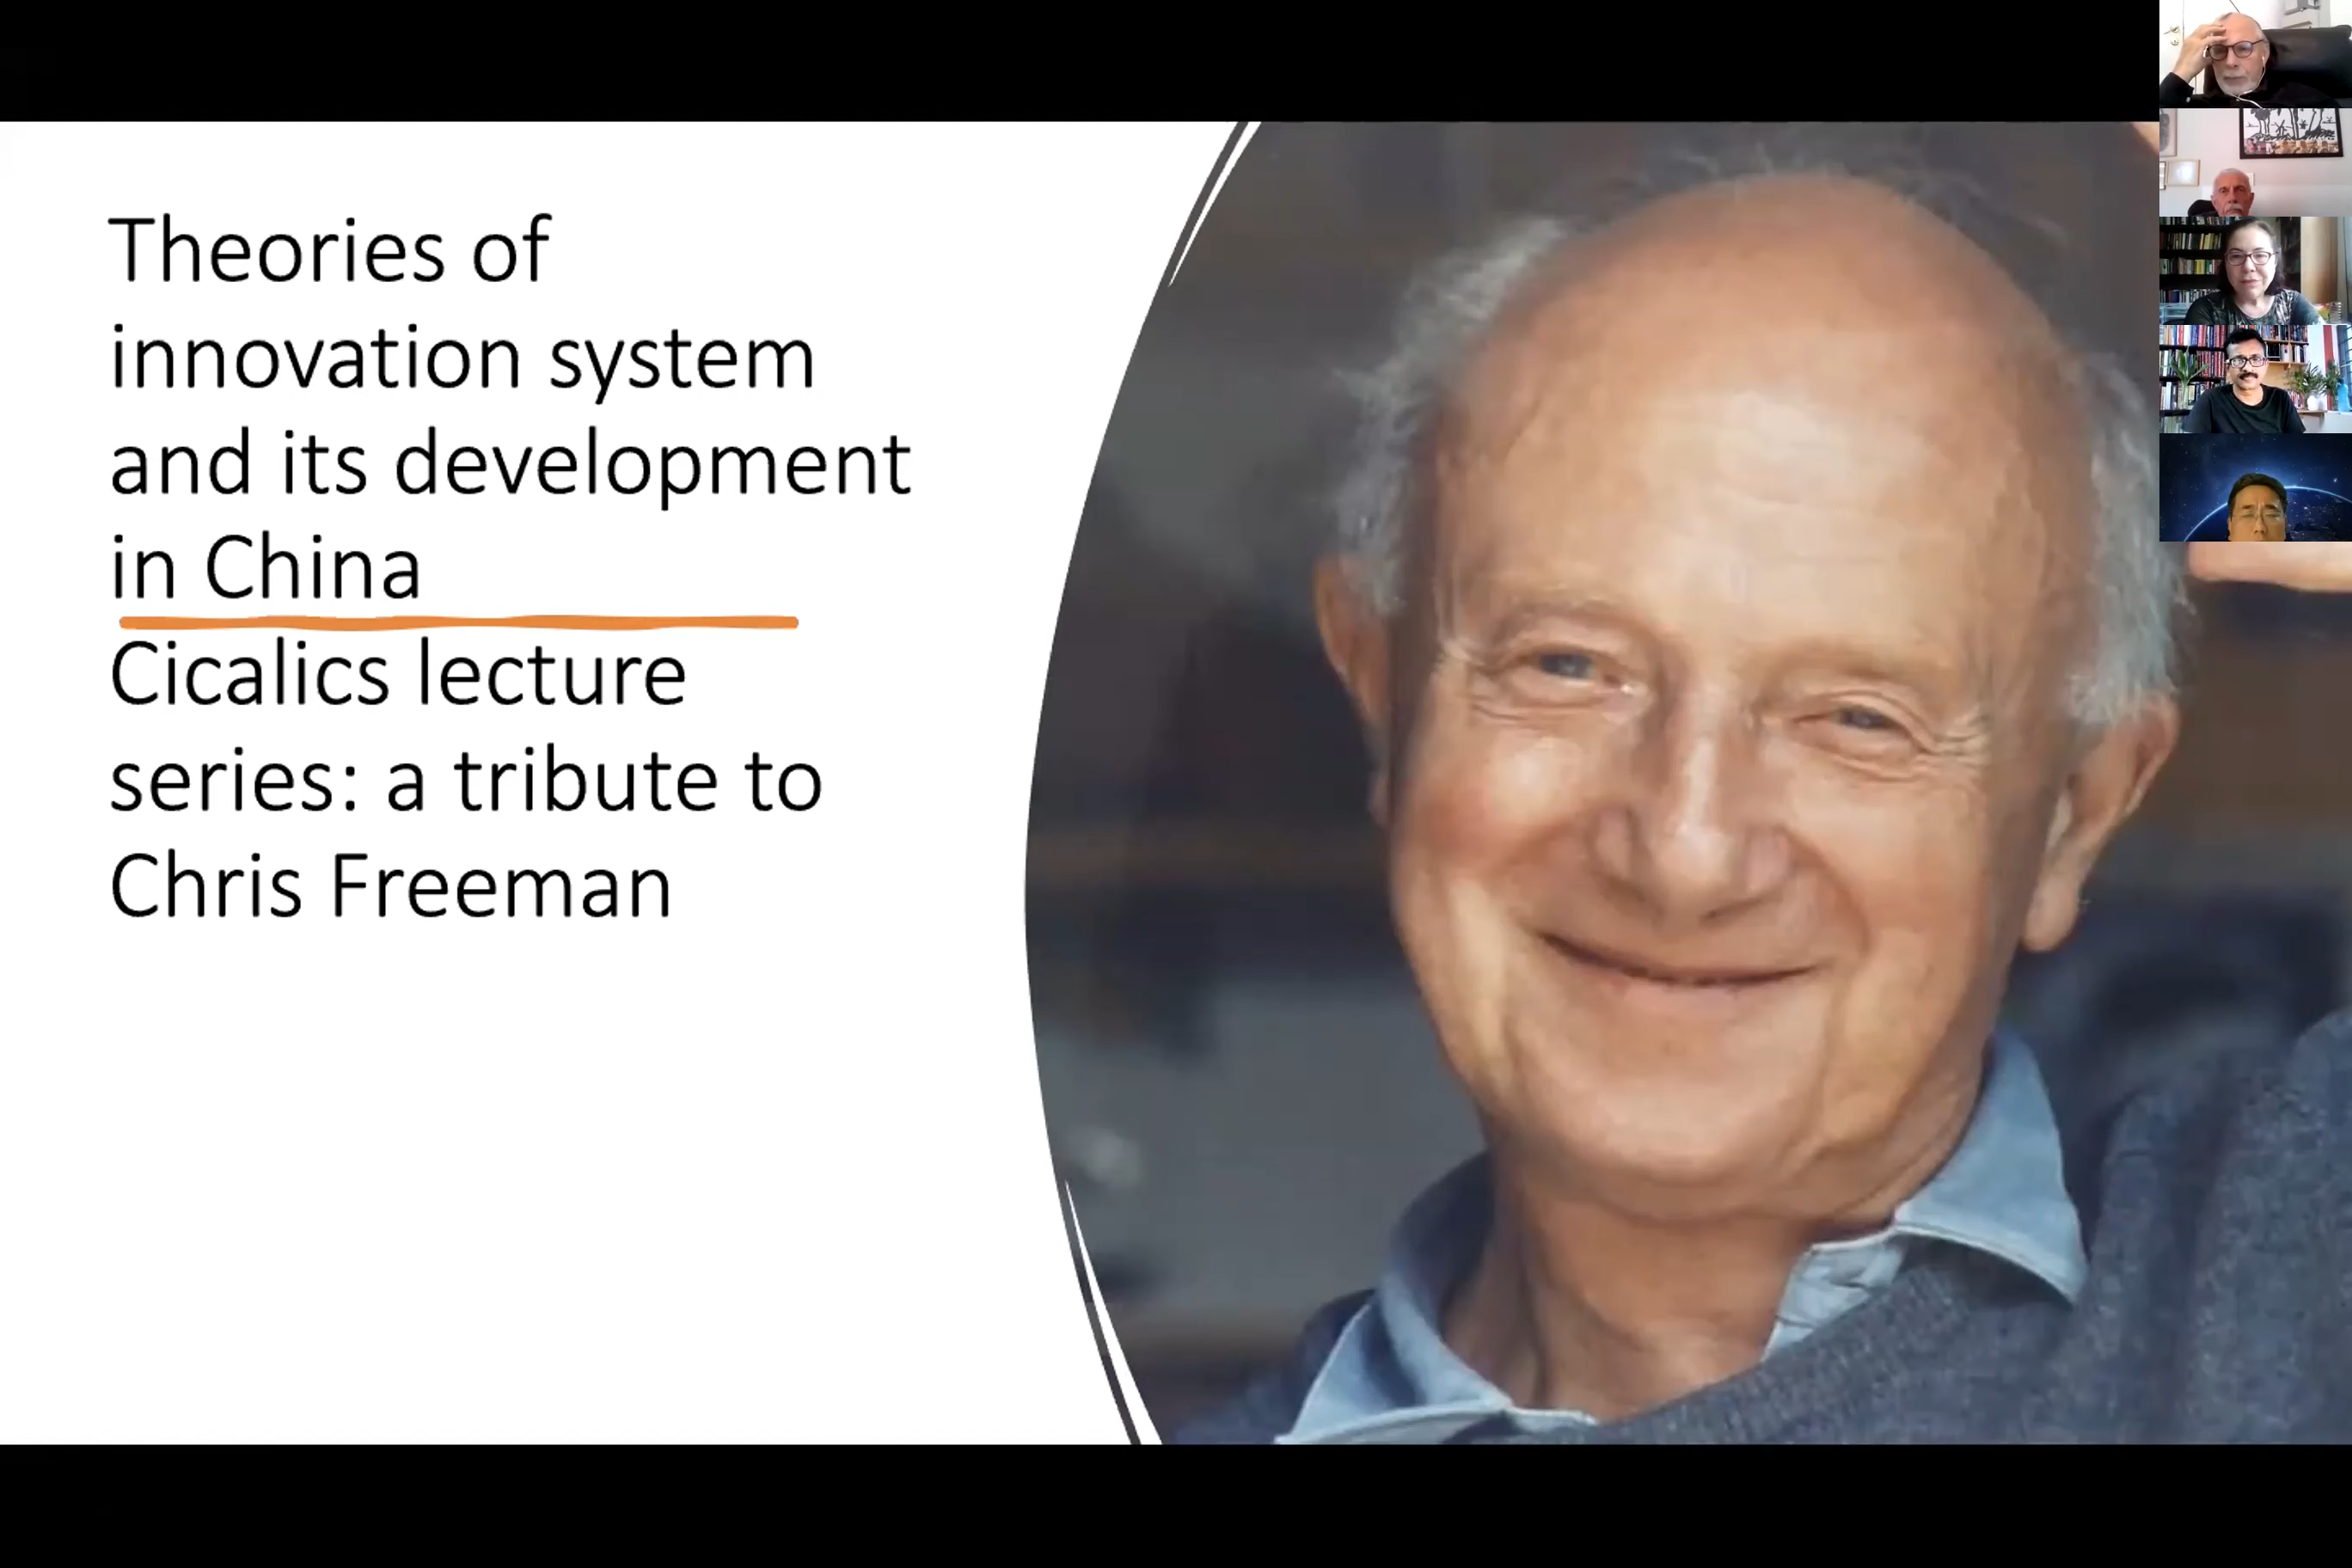 Theories of
innovation system
and its development
in China
Cicalics lecture
series: a tribute to
Chris Freeman